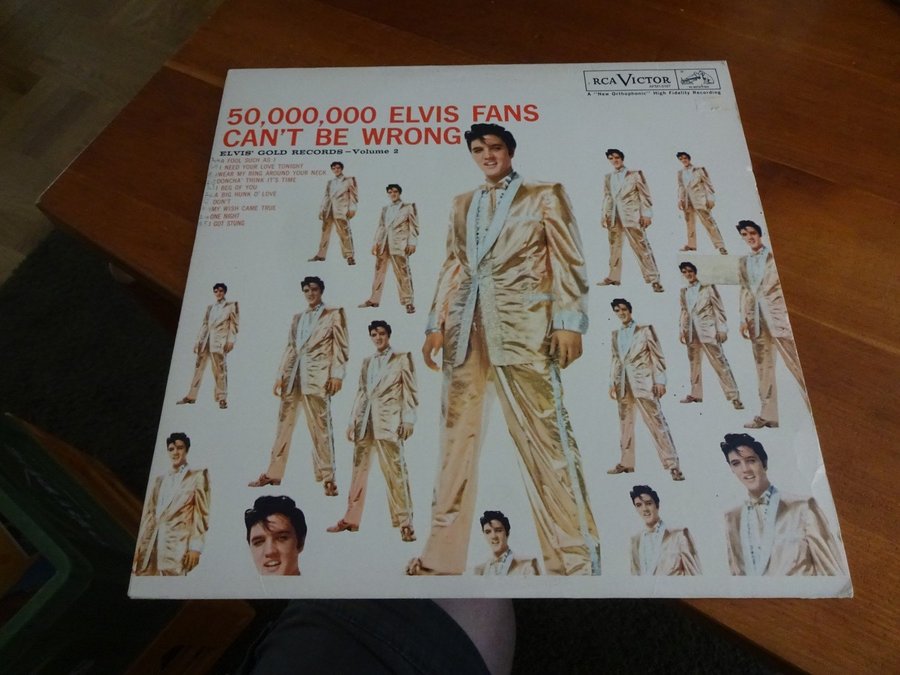 RCA VICTOR
A "New Orthophonic" High Fidelity Recording
50,000,000 ELVIS FANS
CAN'T BE WRONG
ELVIS' GOLD RECORDS—Volume 2
A FOOL SUCH AS I
I NEED YOUR LOVE TONIGHT
WEAR MY RING AROUND YOUR NECK
DONCHA' THINK IT'S TIME
I BEG OF YOU
A BIG HUNK O' LOVE
DON'T
MY WISH CAME TRUE
ONE NIGHT
I GOT STUNG